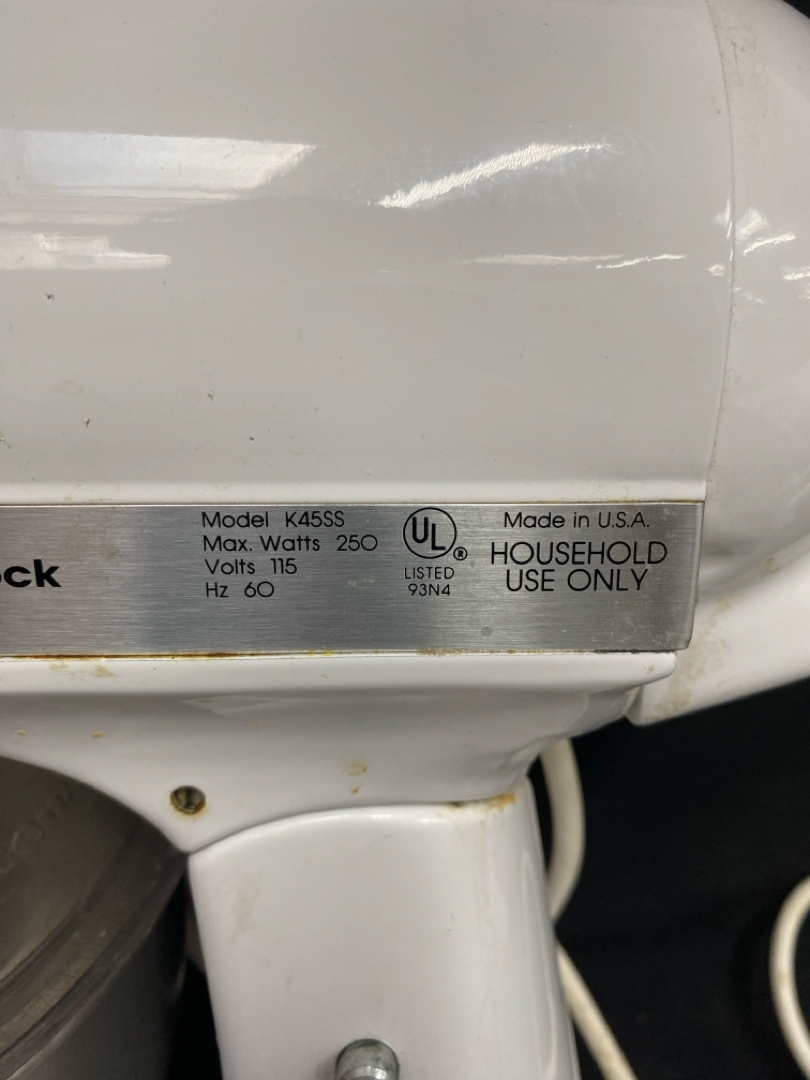 ock
Model K45SS
Max. Watts 250
Volts 115
Hz 60
UL
®
LISTED
93N4
Made in U.S.A.
HOUSEHOLD
USE ONLY